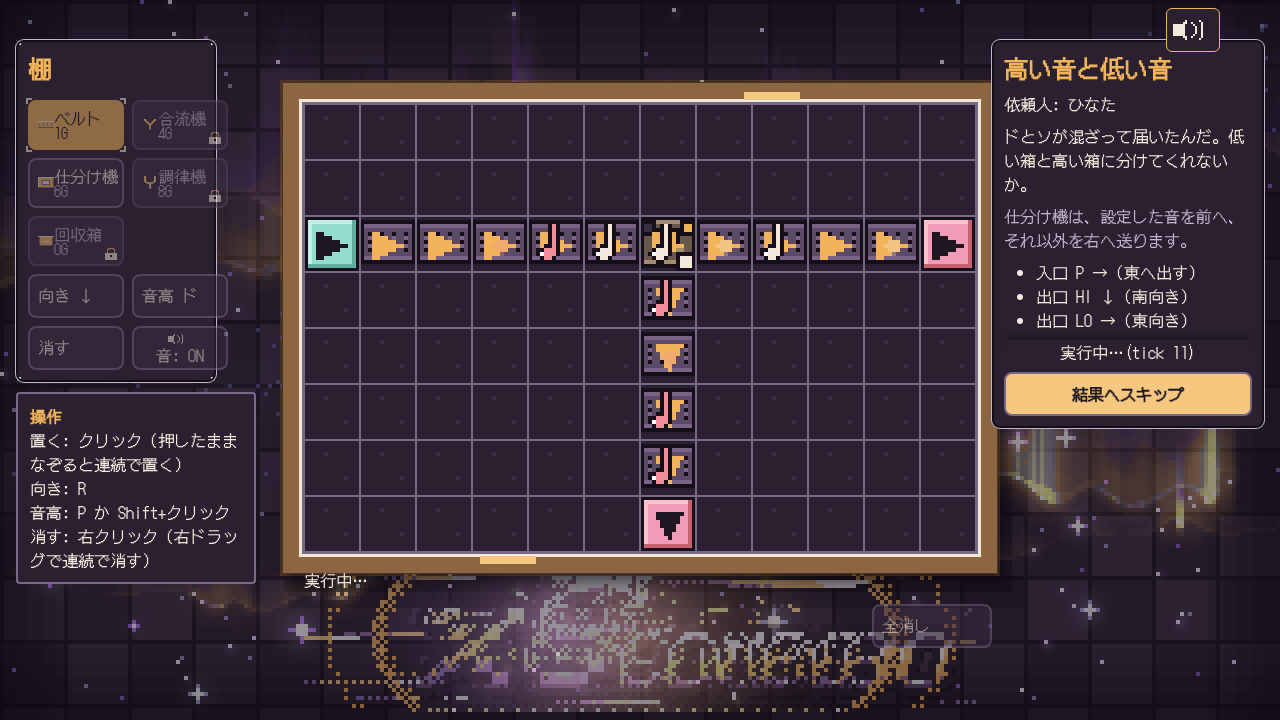 棚
ベルト
1G
合流機
4G
仕分け機
6G
調律機
8G
回収箱
0G
向き ↓
音高 ド
消す
音: ON
操作
置く: クリック（押したまま
なぞると連続で置く）
向き: R
音高: P か Shift+クリック
消す: 右クリック（右ドラッ
グで連続で消す）
実行中…
全消し
高い音と低い音
依頼人: ひなた
ドとソが混ざって届いたんだ。低
い箱と高い箱に分けてくれない
か。
仕分け機は、設定した音を前へ、
それ以外を右へ送ります。
• 入口 P →（東へ出す）
• 出口 HI ↓（南向き）
• 出口 LO →（東向き）
実行中…(tick 11)
結果へスキップ